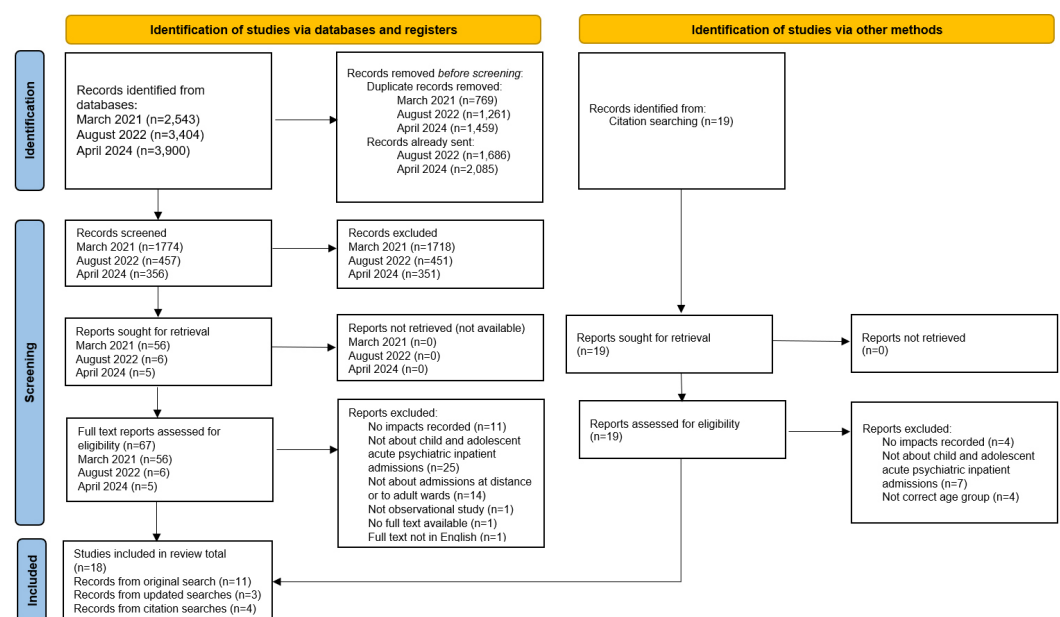 Identification of studies via databases and registers
Identification of studies via other methods
Identification
Records identified from
databases:
March 2021 (n=2,543)
August 2022 (n=3,404)
April 2024 (n=3,900)
Records removed before screening:
Duplicate records removed:
March 2021 (n=769)
August 2022 (n=1,261)
April 2024 (n=1,459)
Records already sent:
August 2022 (n=1,686)
April 2024 (n=2,085)
Records identified from:
Citation searching (n=19)
Screening
Records screened
March 2021 (n=1774)
August 2022 (n=457)
April 2024 (n=356)
Records excluded
March 2021 (n=1718)
August 2022 (n=451)
April 2024 (n=351)
Reports sought for retrieval
March 2021 (n=56)
August 2022 (n=6)
April 2024 (n=5)
Reports not retrieved (not available)
March 2021 (n=0)
August 2022 (n=0)
April 2024 (n=0)
Reports sought for retrieval
(n=19)
Reports not retrieved
(n=0)
Full text reports assessed for
eligibility (n=67)
March 2021 (n=56)
August 2022 (n=6)
April 2024 (n=5)
Reports excluded:
No impacts recorded (n=11)
Not about child and adolescent
acute psychiatric inpatient
admissions (n=25)
Not about admissions at distance
or to adult wards (n=14)
Not observational study (n=1)
No full text available (n=1)
Full text not in English (n=1)
Reports assessed for eligibility
(n=19)
Reports excluded:
No impacts recorded (n=4)
Not about child and adolescent
acute psychiatric inpatient
admissions (n=7)
Not correct age group (n=4)
Included
Studies included in review total
(n=18)
Records from original search (n=11)
Records from updated searches (n=3)
Records from citation searches (n=4)